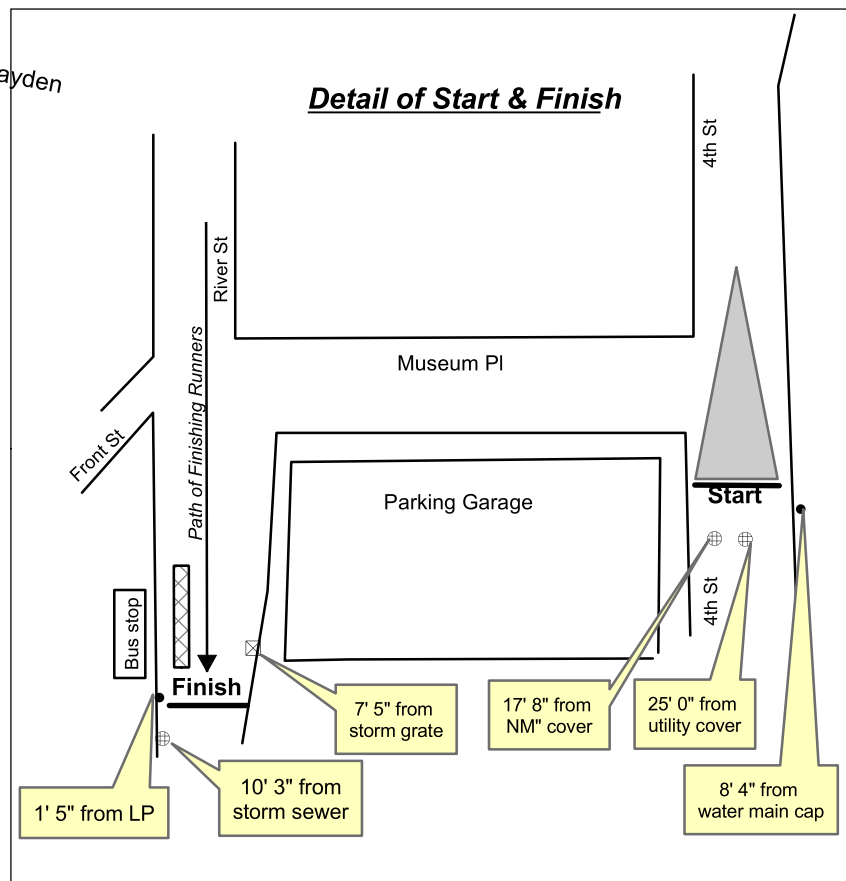 ayden
Detail of Start & Finish
4th St
River St
Path of Finishing Runners
Museum Pl
Front St
Parking Garage
Start
4th St
Bus stop
Finish
7' 5" from
storm grate
17' 8" from
NM" cover
25' 0" from
utility cover
1' 5" from LP
10' 3" from
storm sewer
8' 4" from
water main cap